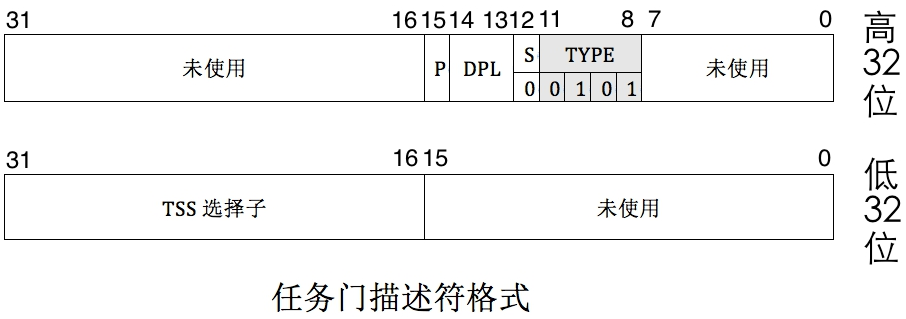 31 16 15 14 13 12 11 8 7 0
未使用 P DPL S TYPE 未使用
0 0 1 0 1
高32位
31 16 15 0
TSS 选择子 未使用
低32位
任务门描述符格式